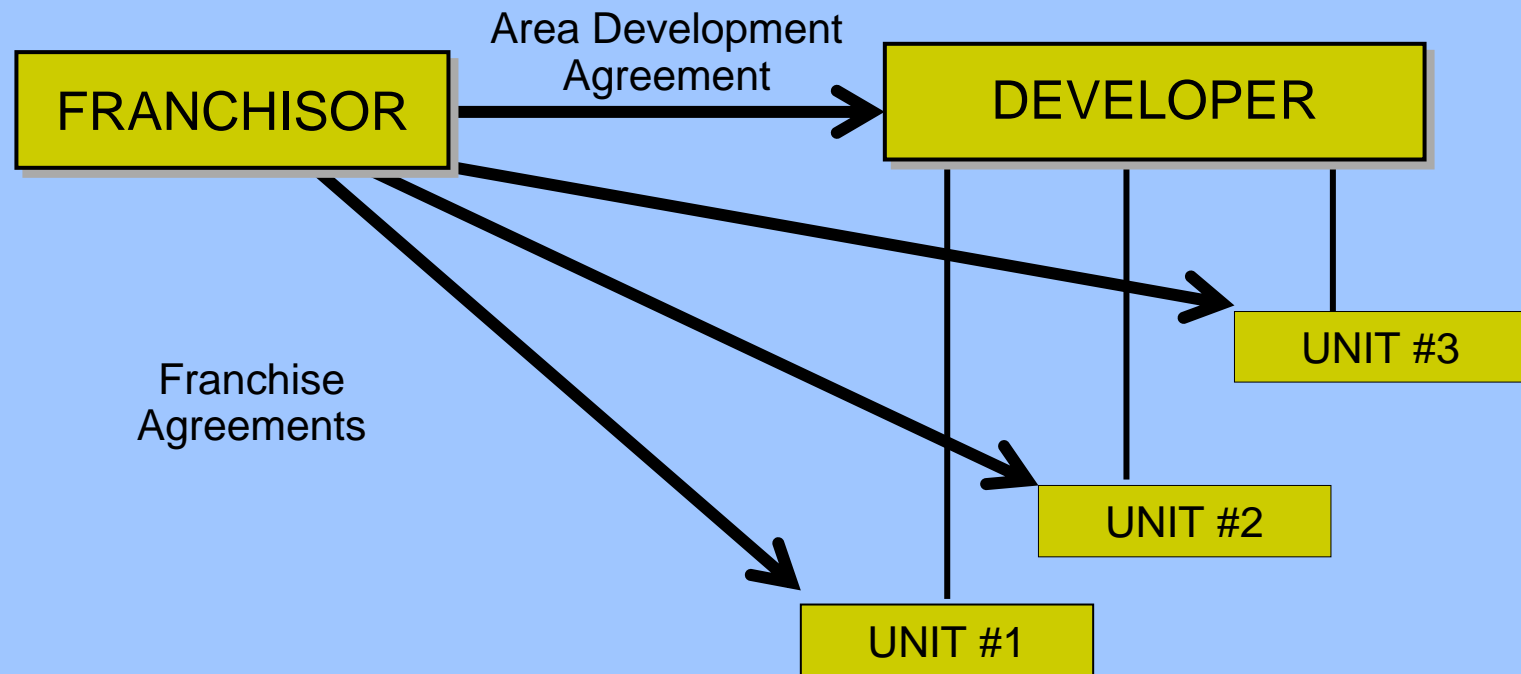 Area Development
Agreement
FRANCHISOR
DEVELOPER
UNIT #3
Franchise
Agreements
UNIT #2
UNIT #1